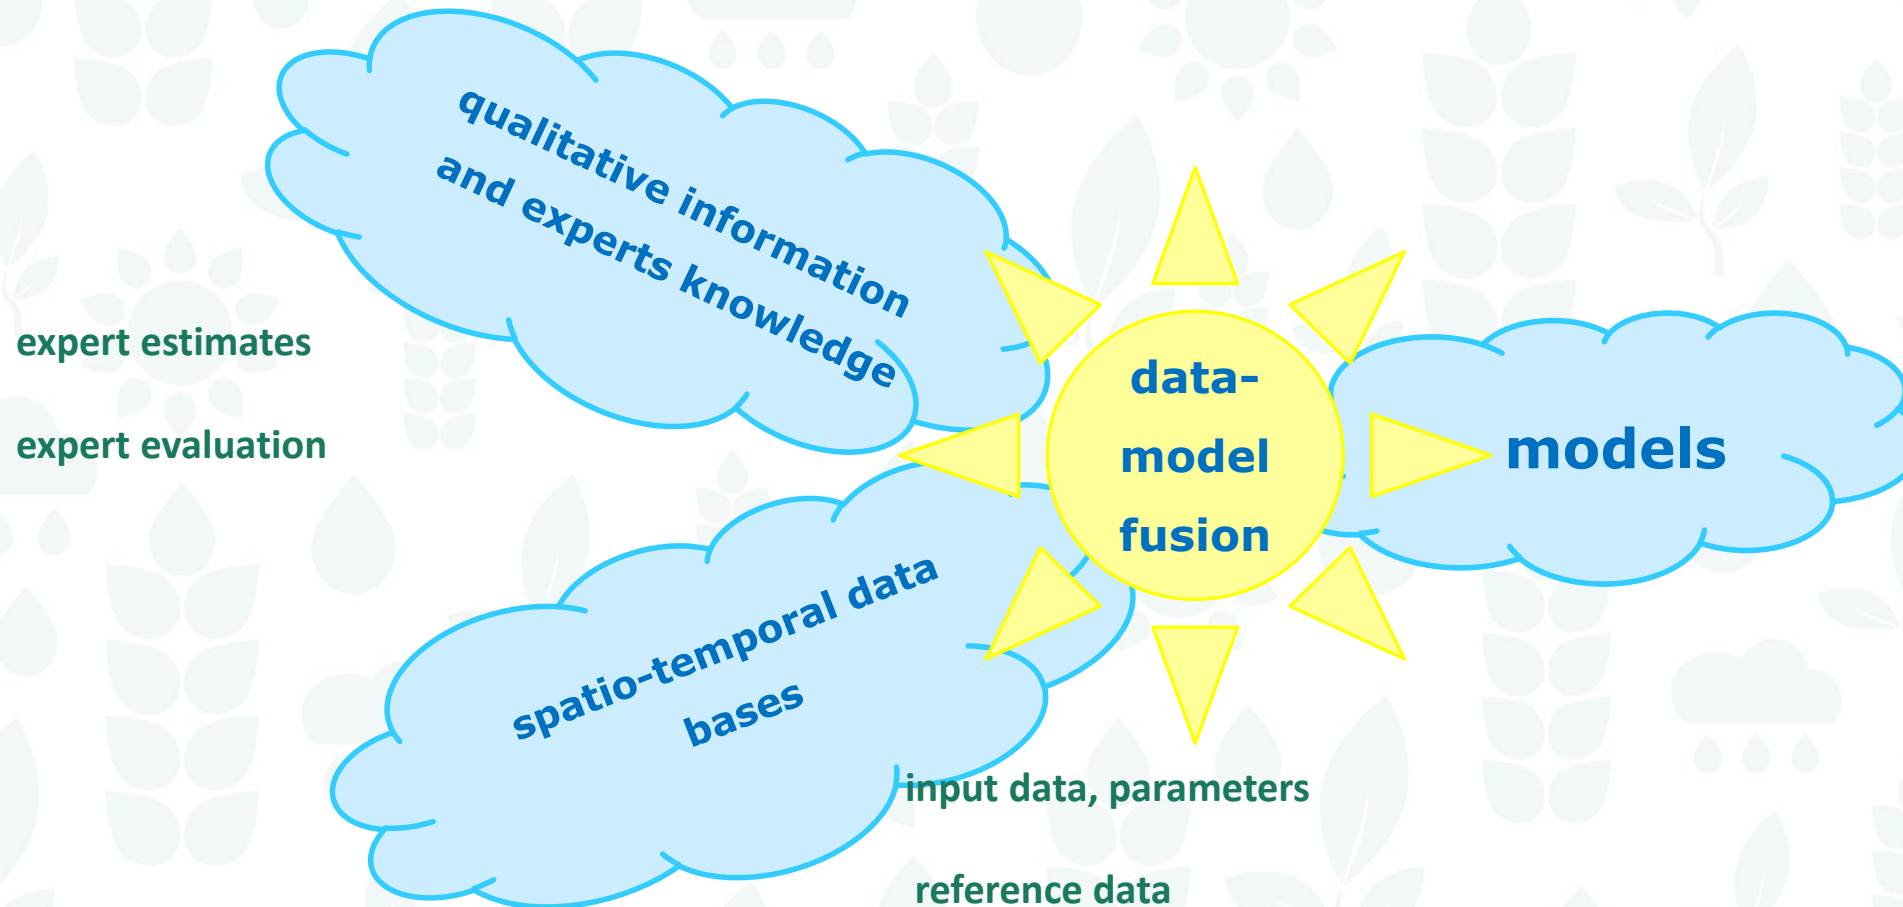 qualitative information
and experts knowledge
expert estimates
expert evaluation
data-
model
fusion
models
spatio-temporal data
bases
input data, parameters
reference data